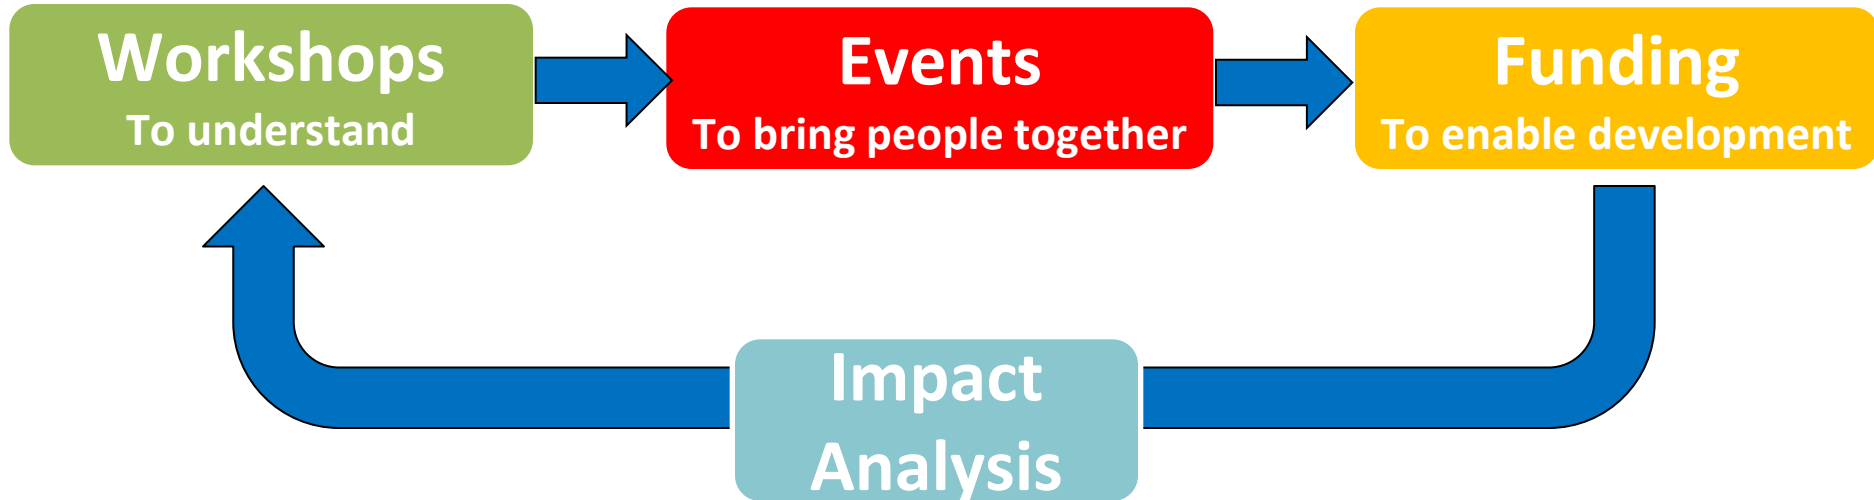 Workshops
To understand
Events
To bring people together
Funding
To enable development
Impact
Analysis